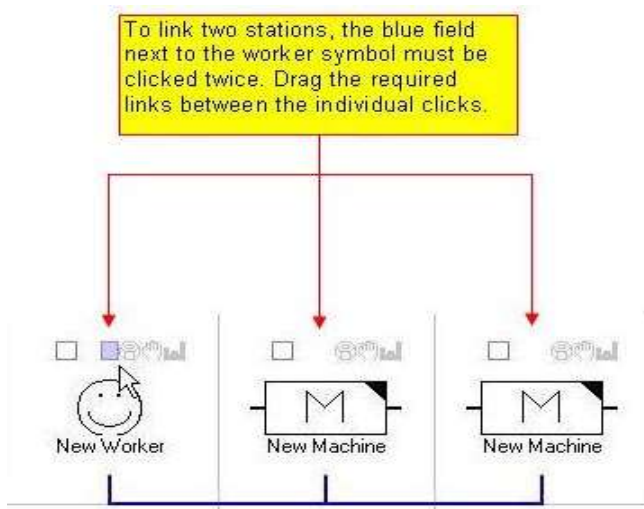 To link two stations, the blue field
next to the worker symbol must be
clicked twice. Drag the required
links between the individual clicks.
M
M
New Worker
New Machine
New Machine